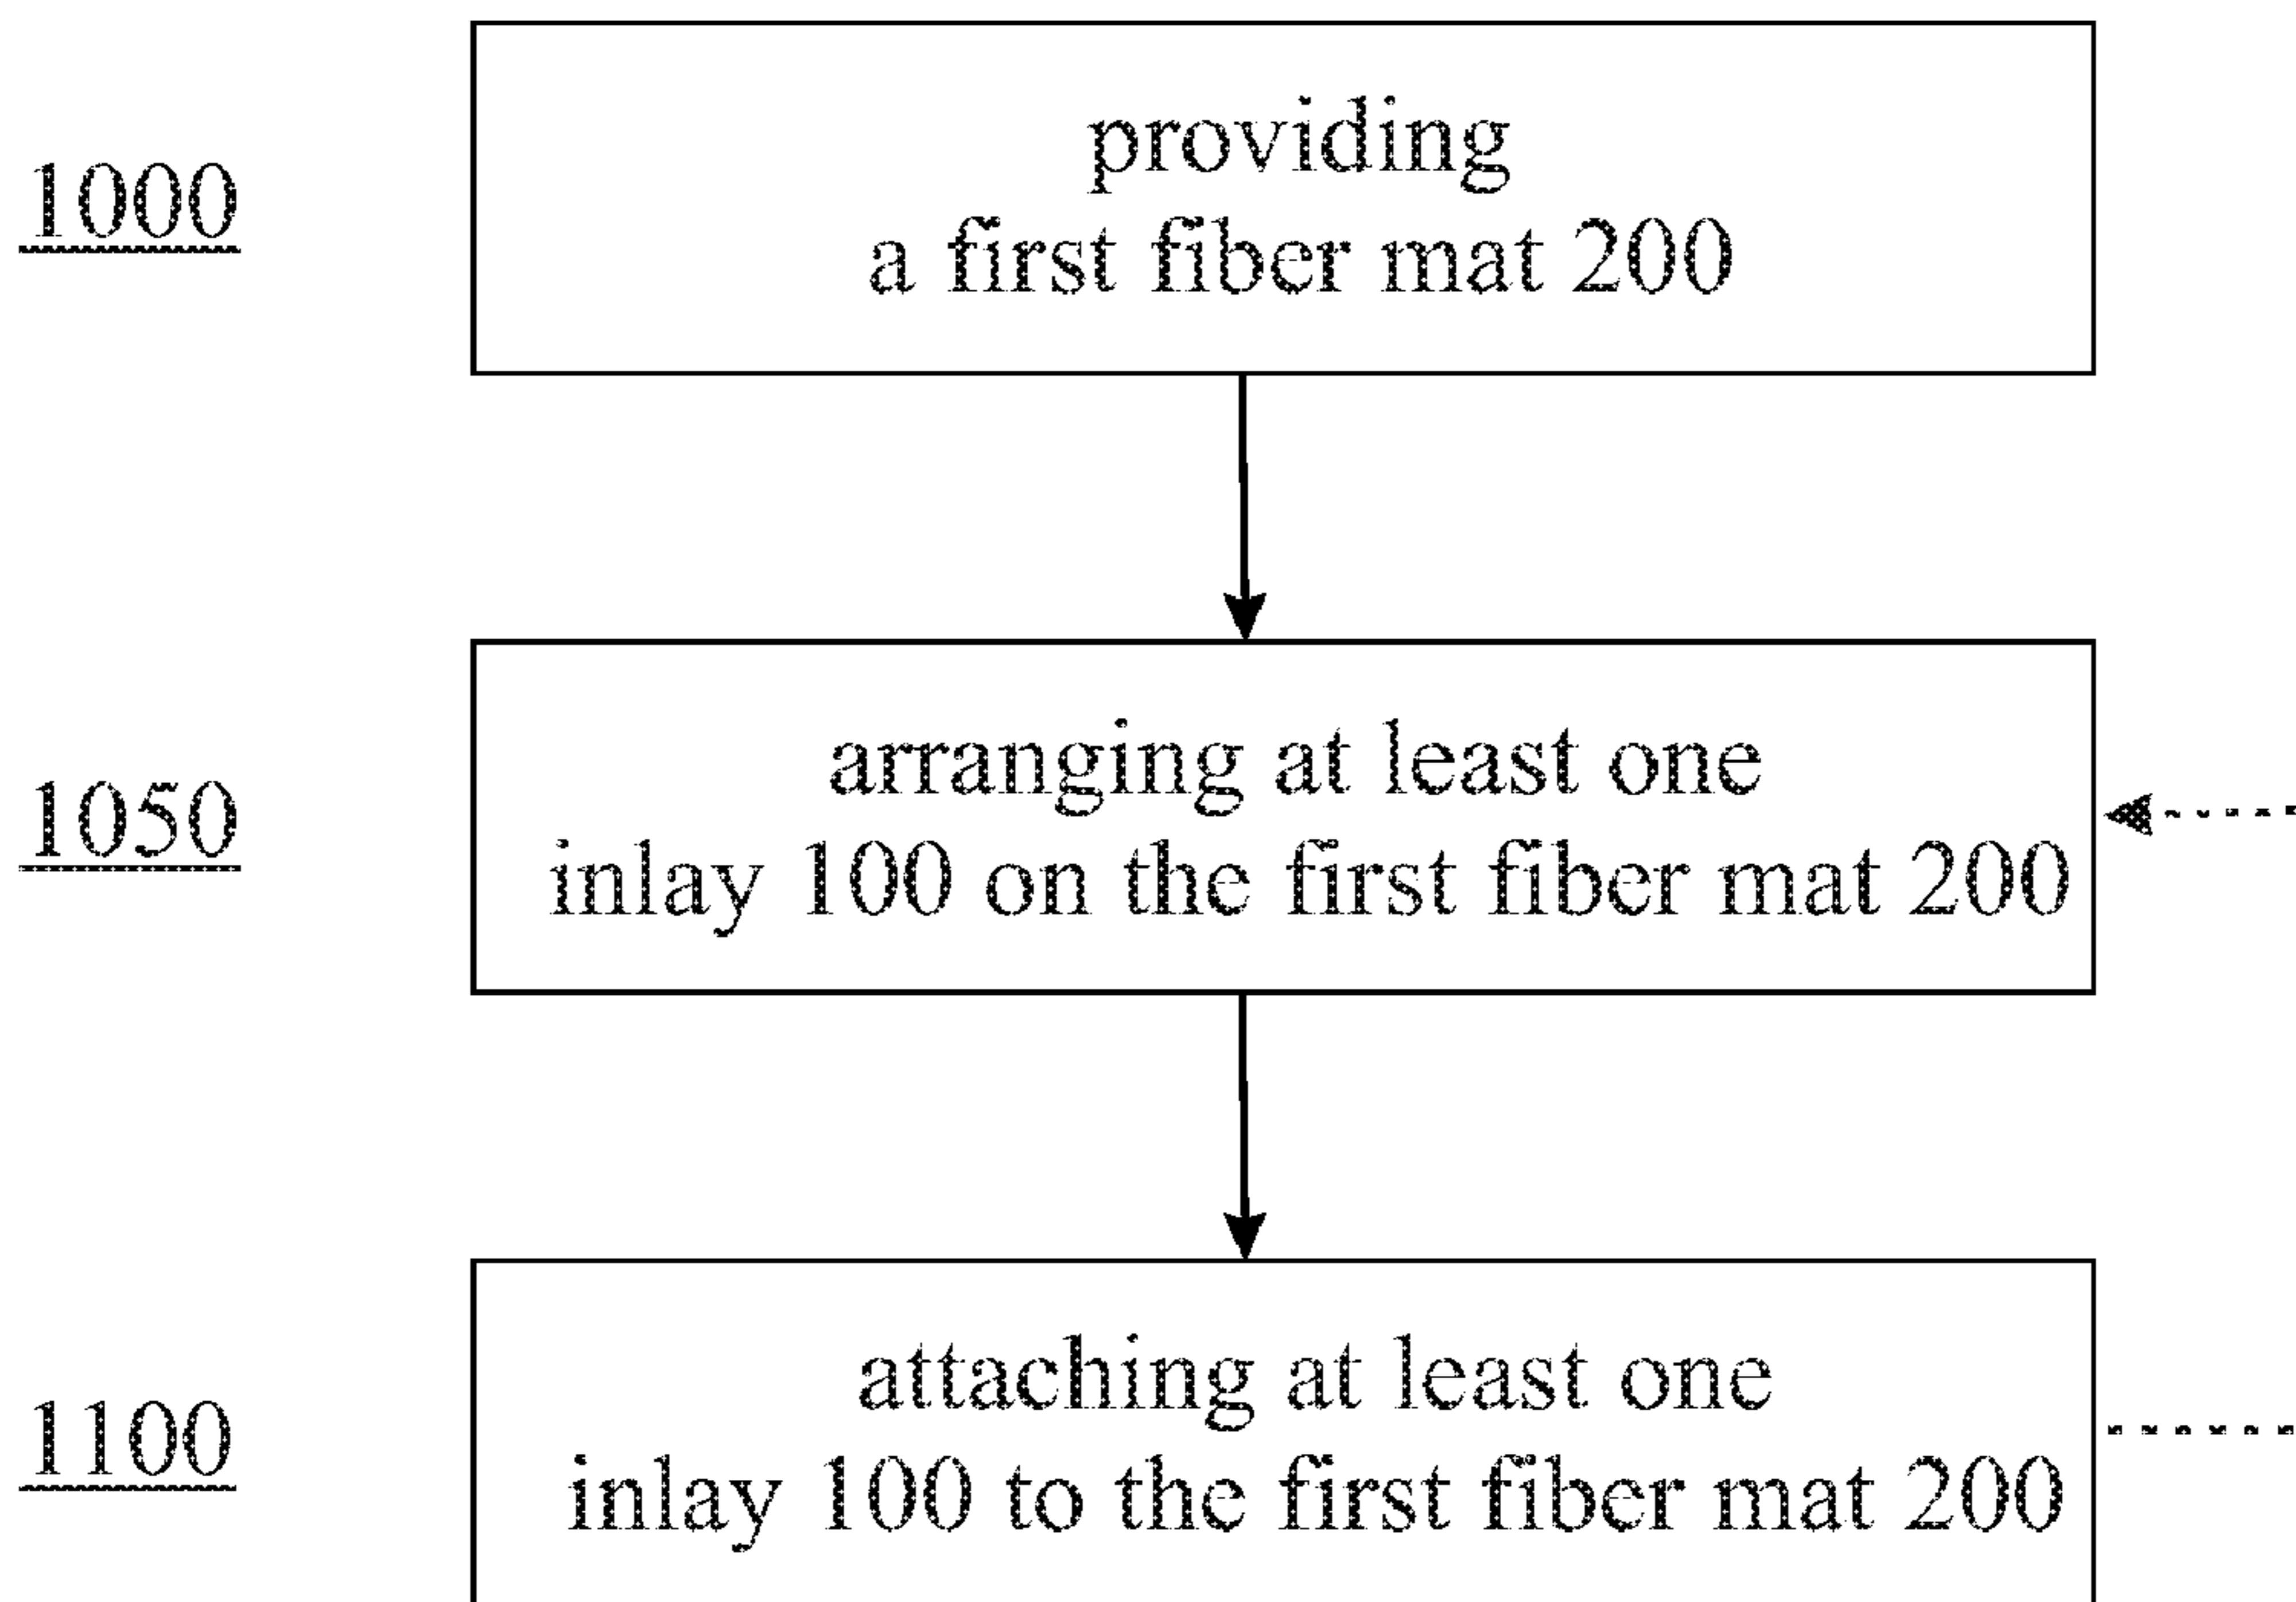 1000
providing
a first fiber mat 200
1050
arranging at least one
inlay 100 on the first fiber mat 200
1100
attaching at least one
inlay 100 to the first fiber mat 200